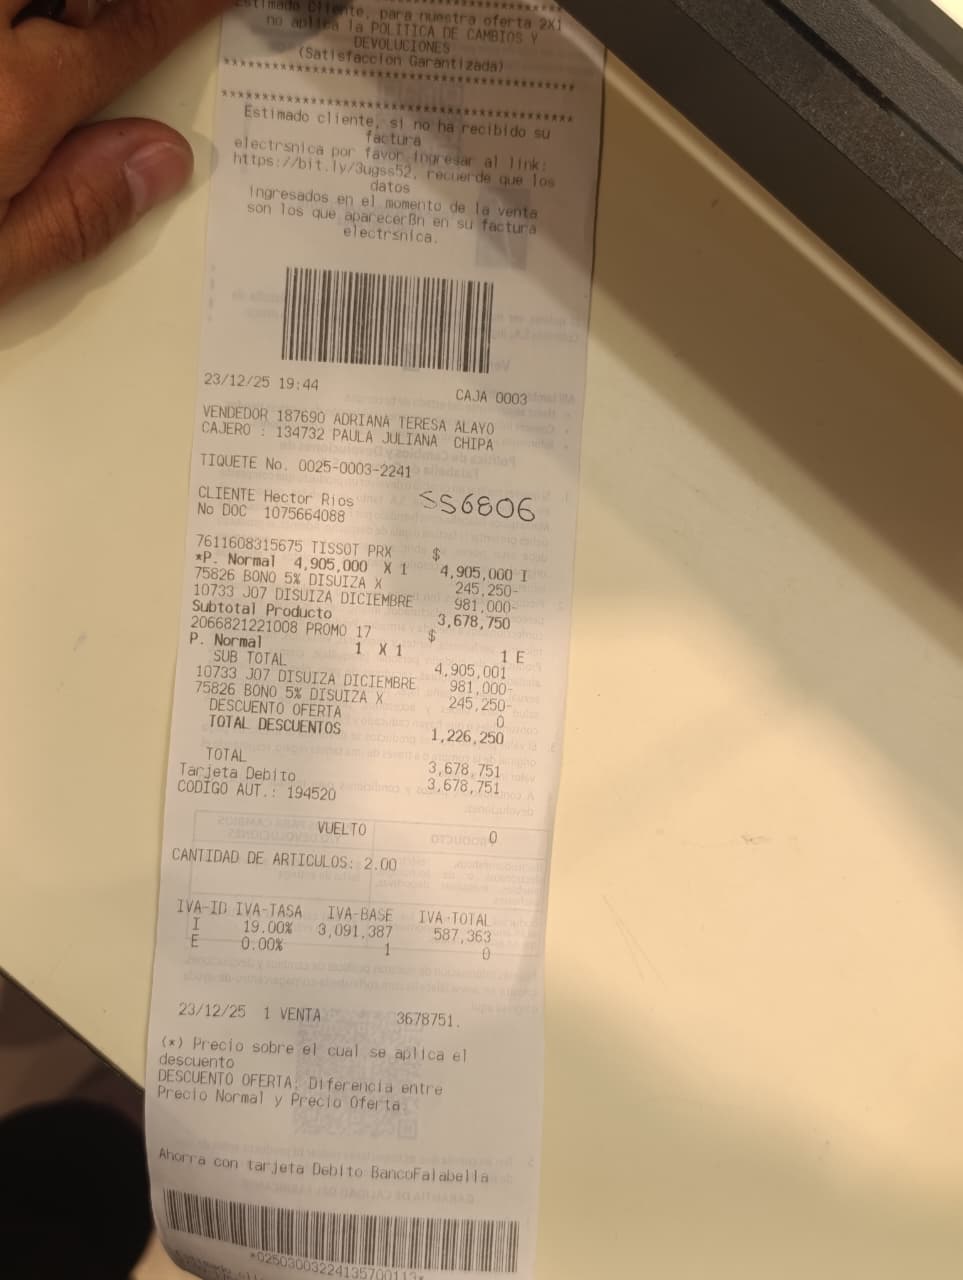 Estimado cliente, para nuestra oferta 2X1
no aplica la POLITICA DE CAMBIOS Y
DEVOLUCIONES
(Satisfaccion Garantizada)
******************************************
******************************************
Estimado cliente, si no ha recibido su
factura
electrsnica por favor ingresar al link:
https://bit.ly/3ugss52, recuerde que los
datos
ingresados en el momento de la venta
son los que aparecerßn en su factura
electrsnica.
23/12/25 19:44 CAJA 0003
VENDEDOR 187690 ADRIANA TERESA ALAYO
CAJERO : 134732 PAULA JULIANA CHIPA
TIQUETE No. 0025-0003-2241
CLIENTE Hector Rios SS6806
No DOC 1075664088
7611608315675 TISSOT PRX $
*P. Normal 4,905,000 X 1 4,905,000 I
75826 BONO 5% DISUIZA X 245,250-
10733 J07 DISUIZA DICIEMBRE 981,000-
Subtotal Producto 3,678,750
2066821221008 PROMO 17 $
P. Normal 1 X 1 1 E
SUB TOTAL 4,905,001
10733 J07 DISUIZA DICIEMBRE 981,000-
75826 BONO 5% DISUIZA X 245,250-
DESCUENTO OFERTA 0
TOTAL DESCUENTOS 1,226,250
TOTAL 3,678,751
Tarjeta Debito 3,678,751
CODIGO AUT.: 194520
VUELTO 0
CANTIDAD DE ARTICULOS: 2.00
IVA-ID IVA-TASA IVA-BASE IVA-TOTAL
I 19.00% 3,091,387 587,363
E 0.00% 1 0
23/12/25 1 VENTA 3678751.
(*) Precio sobre el cual se aplica el
descuento
DESCUENTO OFERTA: Diferencia entre
Precio Normal y Precio Oferta.
Ahorra con tarjeta Debito BancoFalabella
*02503003224135700113*